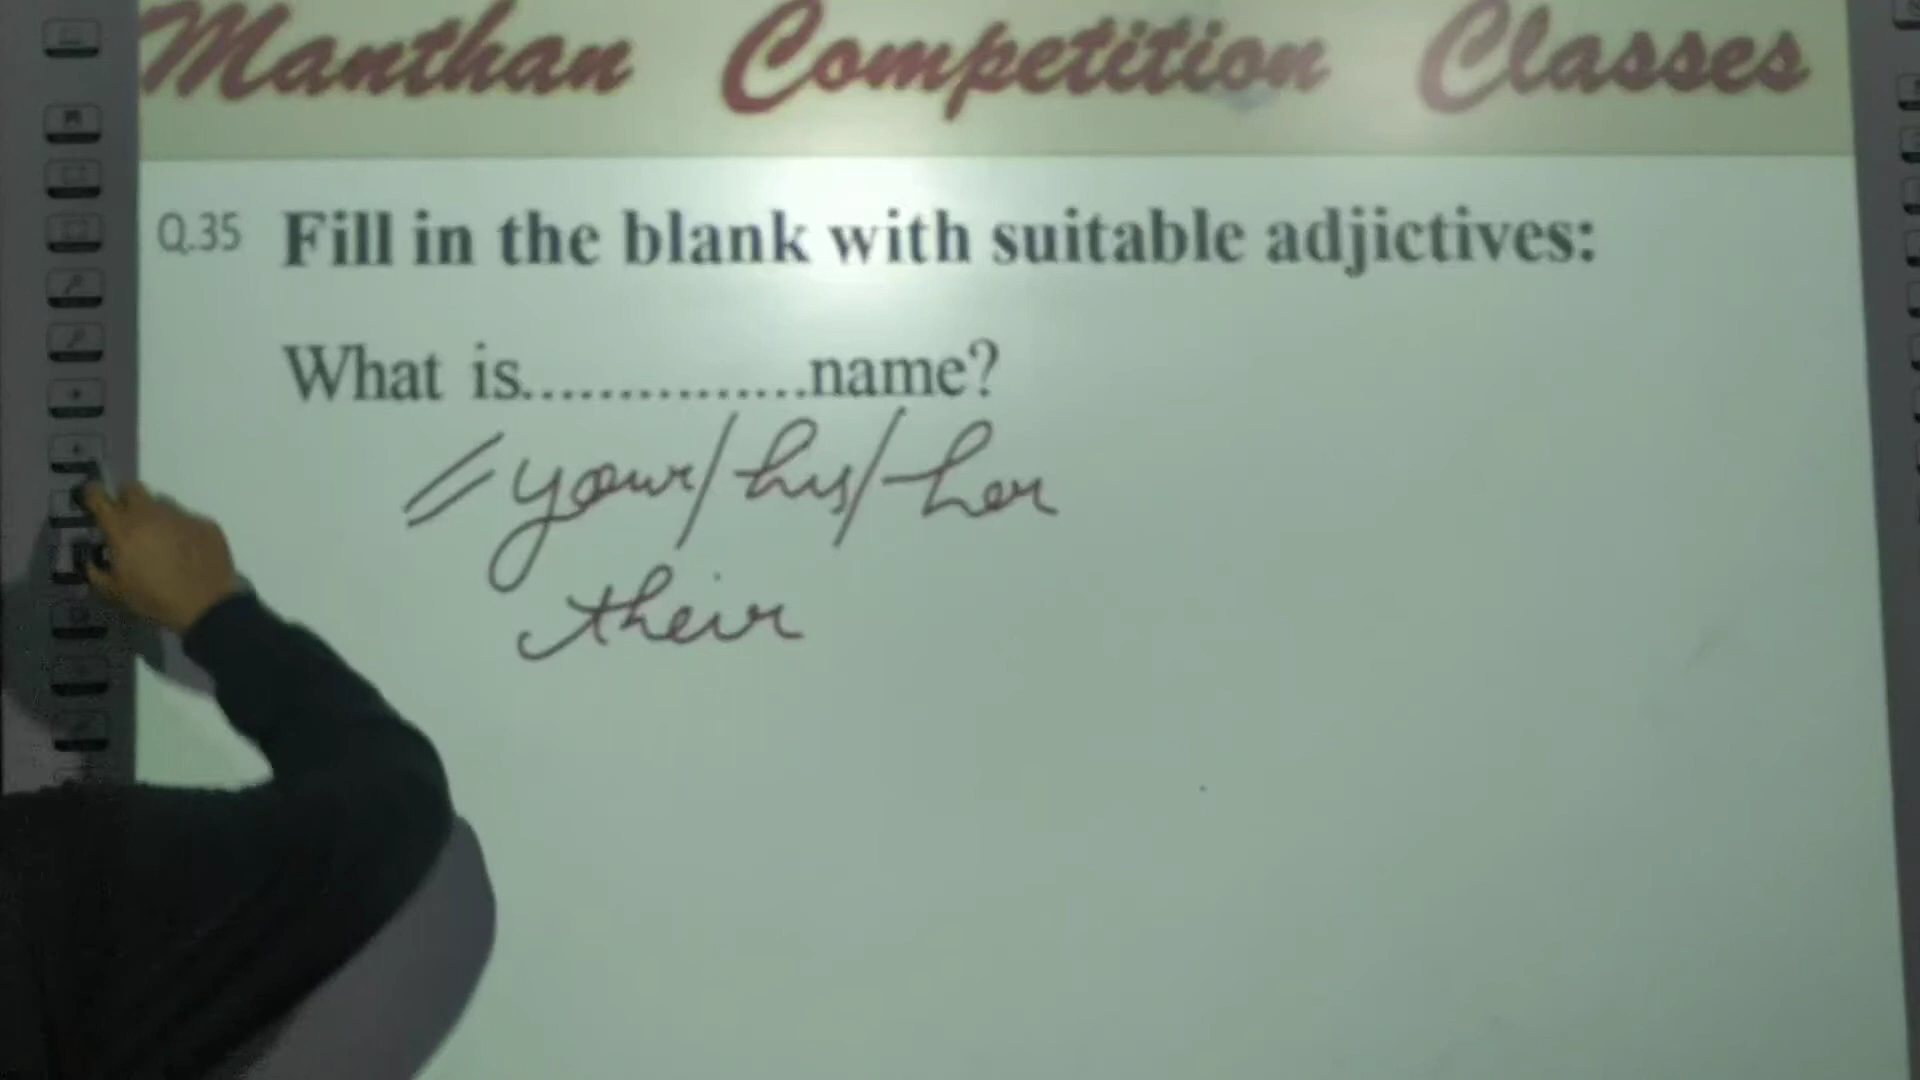 Manthan Competition Classes
Q.35 Fill in the blank with suitable adjictives:
What is...............name?
= your/his/her
their